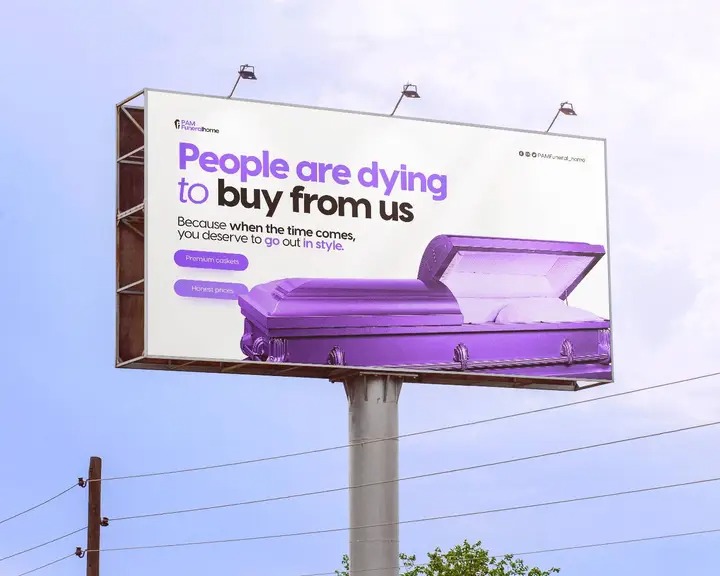 PAM
Funeralhome
PAMFuneral_home
People are dying
to buy from us
Because when the time comes,
you deserve to go out in style.
Premium caskets
Honest prices